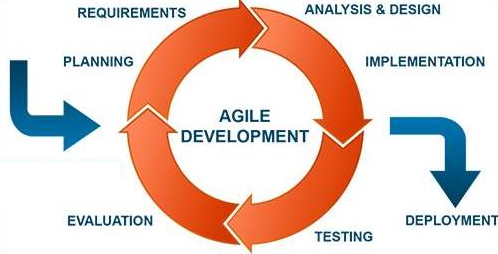 REQUIREMENTS
ANALYSIS & DESIGN
PLANNING
IMPLEMENTATION
AGILE
DEVELOPMENT
EVALUATION
TESTING
DEPLOYMENT